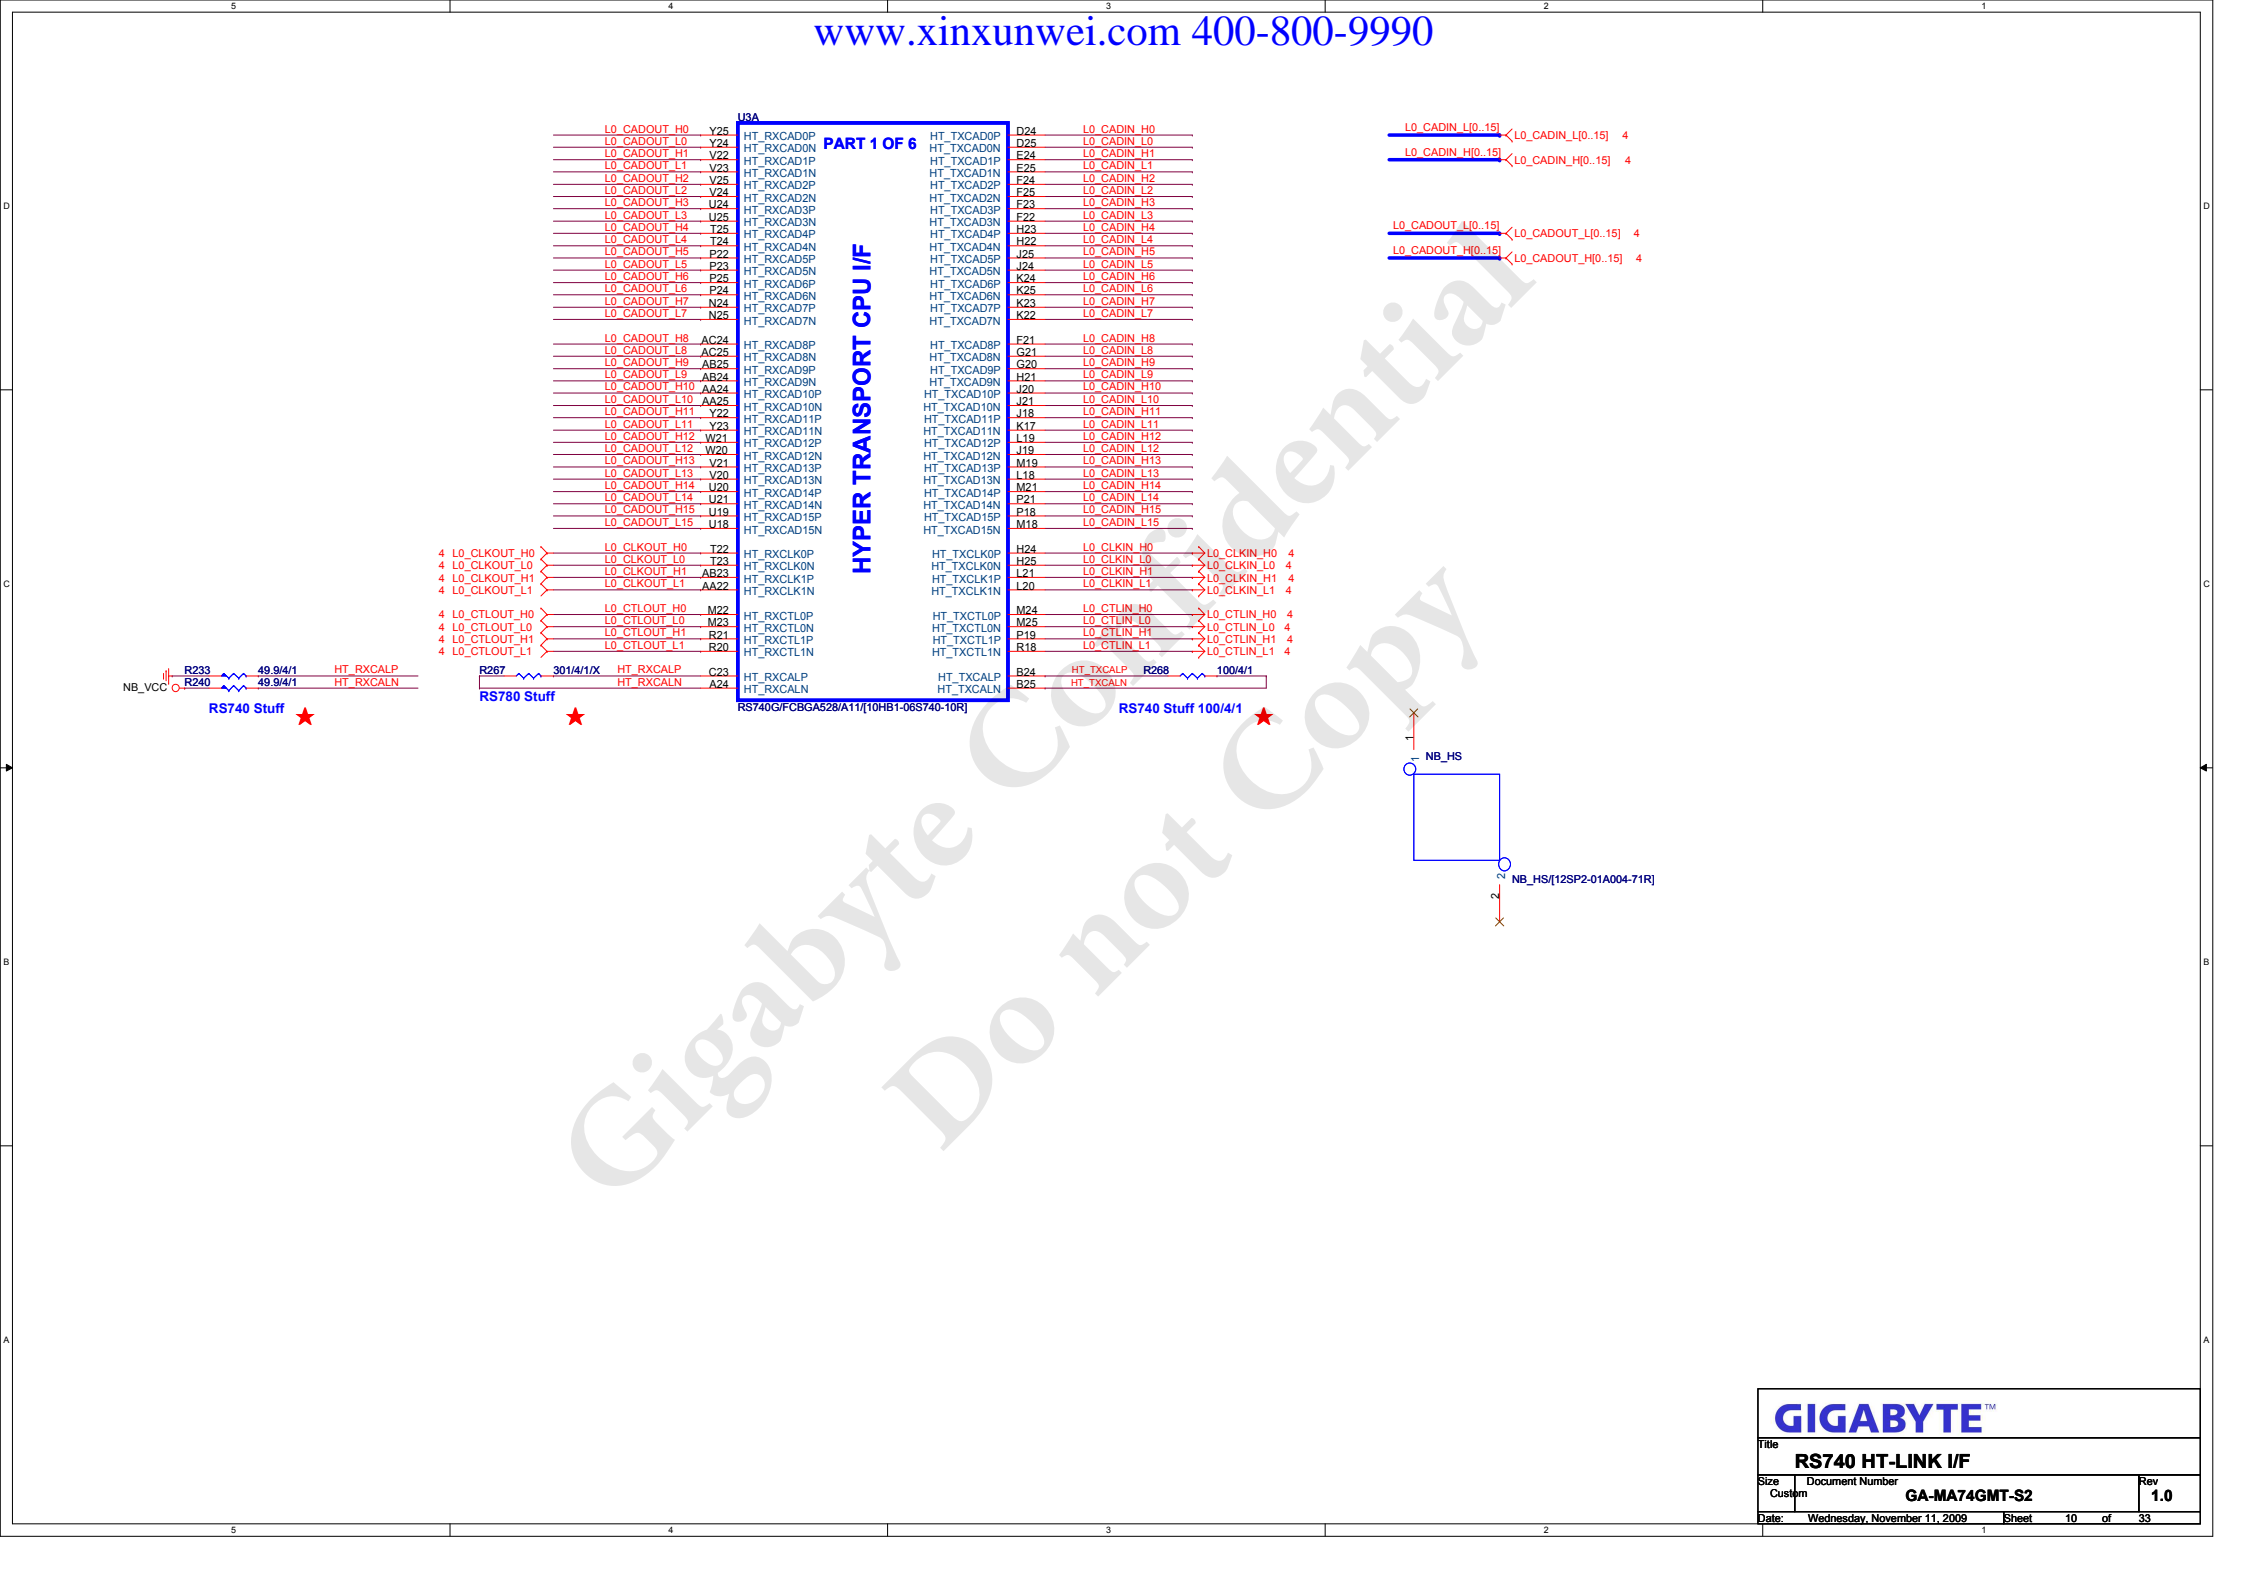 5 4 3 2 1
www.xinxunwei.com 400-800-9990
U3A
PART 1 OF 6
HYPER TRANSPORT CPU I/F
L0_CADOUT_H0 Y25 HT_RXCAD0P HT_TXCAD0P D24 L0_CADIN_H0
L0_CADOUT_L0 Y24 HT_RXCAD0N HT_TXCAD0N D25 L0_CADIN_L0
L0_CADOUT_H1 V22 HT_RXCAD1P HT_TXCAD1P E24 L0_CADIN_H1
L0_CADOUT_L1 V23 HT_RXCAD1N HT_TXCAD1N E25 L0_CADIN_L1
L0_CADOUT_H2 V25 HT_RXCAD2P HT_TXCAD2P F24 L0_CADIN_H2
L0_CADOUT_L2 V24 HT_RXCAD2N HT_TXCAD2N F25 L0_CADIN_L2
L0_CADOUT_H3 U24 HT_RXCAD3P HT_TXCAD3P F23 L0_CADIN_H3
L0_CADOUT_L3 U25 HT_RXCAD3N HT_TXCAD3N F22 L0_CADIN_L3
L0_CADOUT_H4 T25 HT_RXCAD4P HT_TXCAD4P H23 L0_CADIN_H4
L0_CADOUT_L4 T24 HT_RXCAD4N HT_TXCAD4N H22 L0_CADIN_L4
L0_CADOUT_H5 P22 HT_RXCAD5P HT_TXCAD5P J25 L0_CADIN_H5
L0_CADOUT_L5 P23 HT_RXCAD5N HT_TXCAD5N J24 L0_CADIN_L5
L0_CADOUT_H6 P25 HT_RXCAD6P HT_TXCAD6P K24 L0_CADIN_H6
L0_CADOUT_L6 P24 HT_RXCAD6N HT_TXCAD6N K25 L0_CADIN_L6
L0_CADOUT_H7 N24 HT_RXCAD7P HT_TXCAD7P K23 L0_CADIN_H7
L0_CADOUT_L7 N25 HT_RXCAD7N HT_TXCAD7N K22 L0_CADIN_L7
L0_CADOUT_H8 AC24 HT_RXCAD8P HT_TXCAD8P F21 L0_CADIN_H8
L0_CADOUT_L8 AC25 HT_RXCAD8N HT_TXCAD8N G21 L0_CADIN_L8
L0_CADOUT_H9 AB25 HT_RXCAD9P HT_TXCAD9P G20 L0_CADIN_H9
L0_CADOUT_L9 AB24 HT_RXCAD9N HT_TXCAD9N H21 L0_CADIN_L9
L0_CADOUT_H10 AA24 HT_RXCAD10P HT_TXCAD10P J20 L0_CADIN_H10
L0_CADOUT_L10 AA25 HT_RXCAD10N HT_TXCAD10N J21 L0_CADIN_L10
L0_CADOUT_H11 Y22 HT_RXCAD11P HT_TXCAD11P J18 L0_CADIN_H11
L0_CADOUT_L11 Y23 HT_RXCAD11N HT_TXCAD11N K17 L0_CADIN_L11
L0_CADOUT_H12 W21 HT_RXCAD12P HT_TXCAD12P L19 L0_CADIN_H12
L0_CADOUT_L12 W20 HT_RXCAD12N HT_TXCAD12N J19 L0_CADIN_L12
L0_CADOUT_H13 V21 HT_RXCAD13P HT_TXCAD13P M19 L0_CADIN_H13
L0_CADOUT_L13 V20 HT_RXCAD13N HT_TXCAD13N L18 L0_CADIN_L13
L0_CADOUT_H14 U20 HT_RXCAD14P HT_TXCAD14P M21 L0_CADIN_H14
L0_CADOUT_L14 U21 HT_RXCAD14N HT_TXCAD14N P21 L0_CADIN_L14
L0_CADOUT_H15 U19 HT_RXCAD15P HT_TXCAD15P P18 L0_CADIN_H15
L0_CADOUT_L15 U18 HT_RXCAD15N HT_TXCAD15N M18 L0_CADIN_L15
4 L0_CLKOUT_H0 L0_CLKOUT_H0 T22 HT_RXCLK0P HT_TXCLK0P H24 L0_CLKIN_H0 L0_CLKIN_H0 4
4 L0_CLKOUT_L0 L0_CLKOUT_L0 T23 HT_RXCLK0N HT_TXCLK0N H25 L0_CLKIN_L0 L0_CLKIN_L0 4
4 L0_CLKOUT_H1 L0_CLKOUT_H1 AB23 HT_RXCLK1P HT_TXCLK1P L21 L0_CLKIN_H1 L0_CLKIN_H1 4
4 L0_CLKOUT_L1 L0_CLKOUT_L1 AA22 HT_RXCLK1N HT_TXCLK1N L20 L0_CLKIN_L1 L0_CLKIN_L1 4
4 L0_CTLOUT_H0 L0_CTLOUT_H0 M22 HT_RXCTL0P HT_TXCTL0P M24 L0_CTLIN_H0 L0_CTLIN_H0 4
4 L0_CTLOUT_L0 L0_CTLOUT_L0 M23 HT_RXCTL0N HT_TXCTL0N M25 L0_CTLIN_L0 L0_CTLIN_L0 4
4 L0_CTLOUT_H1 L0_CTLOUT_H1 R21 HT_RXCTL1P HT_TXCTL1P P19 L0_CTLIN_H1 L0_CTLIN_H1 4
4 L0_CTLOUT_L1 L0_CTLOUT_L1 R20 HT_RXCTL1N HT_TXCTL1N R18 L0_CTLIN_L1 L0_CTLIN_L1 4
R233 49.9/4/1 HT_RXCALP R267 301/4/1/X HT_RXCALP C23 HT_RXCALP HT_TXCALP B24 HT_TXCALP R268 100/4/1
NB_VCC R240 49.9/4/1 HT_RXCALN HT_RXCALN A24 HT_RXCALN HT_TXCALN B25 HT_TXCALN
RS740 Stuff
RS780 Stuff
RS740G/FCBGA528/A11/[10HB1-06S740-10R]
RS740 Stuff 100/4/1
L0_CADIN_L[0..15] L0_CADIN_L[0..15] 4
L0_CADIN_H[0..15] L0_CADIN_H[0..15] 4
L0_CADOUT_L[0..15] L0_CADOUT_L[0..15] 4
L0_CADOUT_H[0..15] L0_CADOUT_H[0..15] 4
1
1 NB_HS
2 NB_HS/[12SP2-01A004-71R]
2
Gigabyte Confidential
Do not Copy
D D
C C
B B
A A
GIGABYTE™
Title
RS740 HT-LINK I/F
Size Document Number Rev
Custom GA-MA74GMT-S2 1.0
Date: Wednesday, November 11, 2009 Sheet 10 of 33
5 4 3 2 1